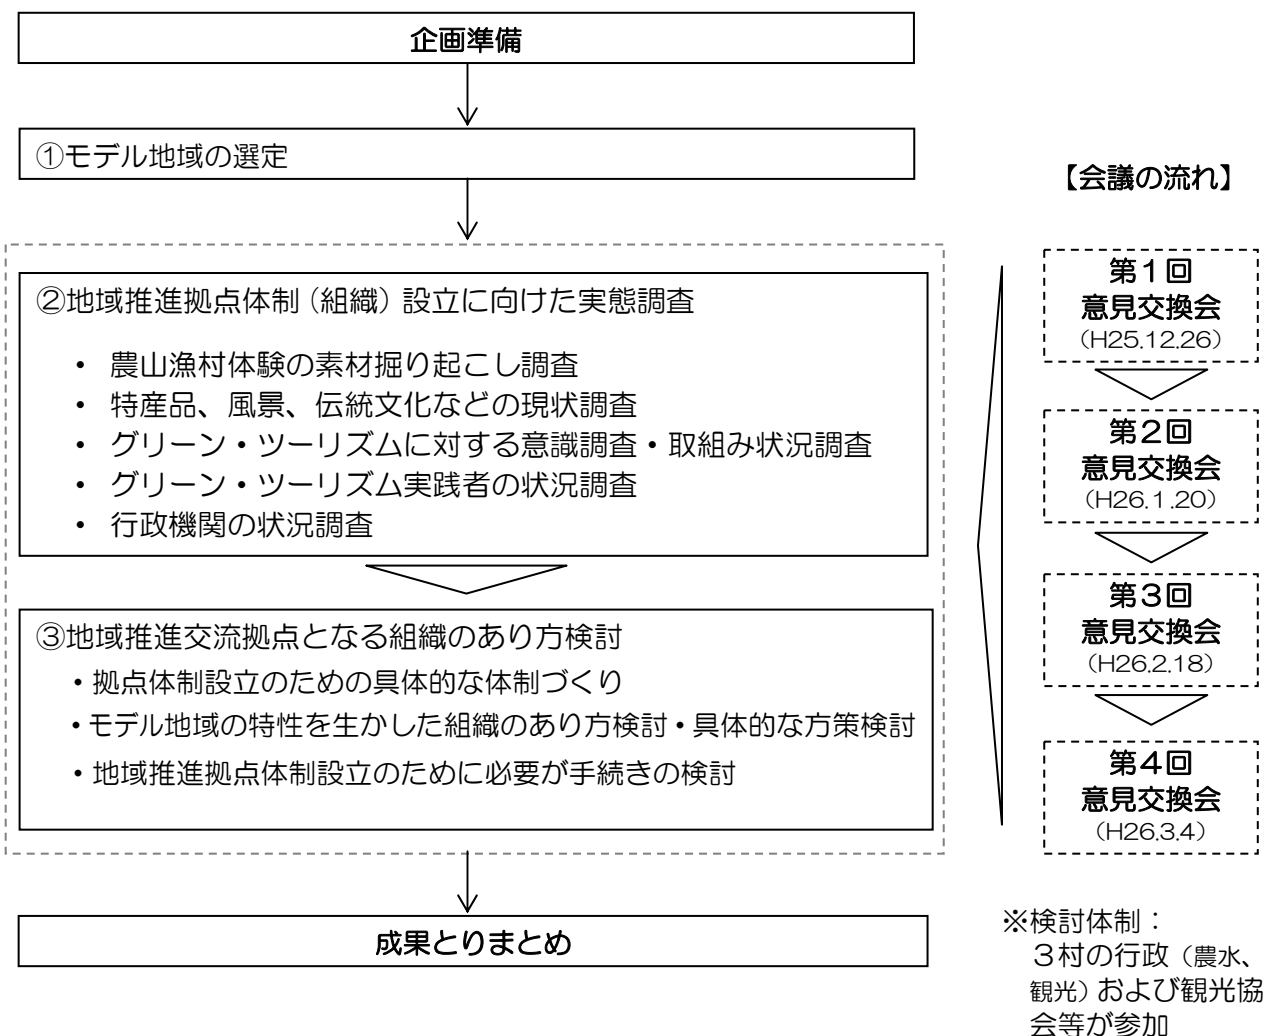 企画準備
①モデル地域の選定
②地域推進拠点体制（組織）設立に向けた実態調査
・ 農山漁村体験の素材掘り起こし調査
・ 特産品、風景、伝統文化などの現状調査
・ グリーン・ツーリズムに対する意識調査・取組み状況調査
・ グリーン・ツーリズム実践者の状況調査
・ 行政機関の状況調査
③地域推進交流拠点となる組織のあり方検討
・拠点体制設立のための具体的な体制づくり
・モデル地域の特性を生かした組織のあり方検討・具体的な方策検討
・地域推進拠点体制設立のために必要が手続きの検討
成果とりまとめ
【会議の流れ】
第１回
意見交換会
（H25.12.26）
第２回
意見交換会
（H26.1.20）
第３回
意見交換会
（H26.2.18）
第４回
意見交換会
（H26.3.4）
※検討体制：
３村の行政（農水、
観光）および観光協
会等が参加